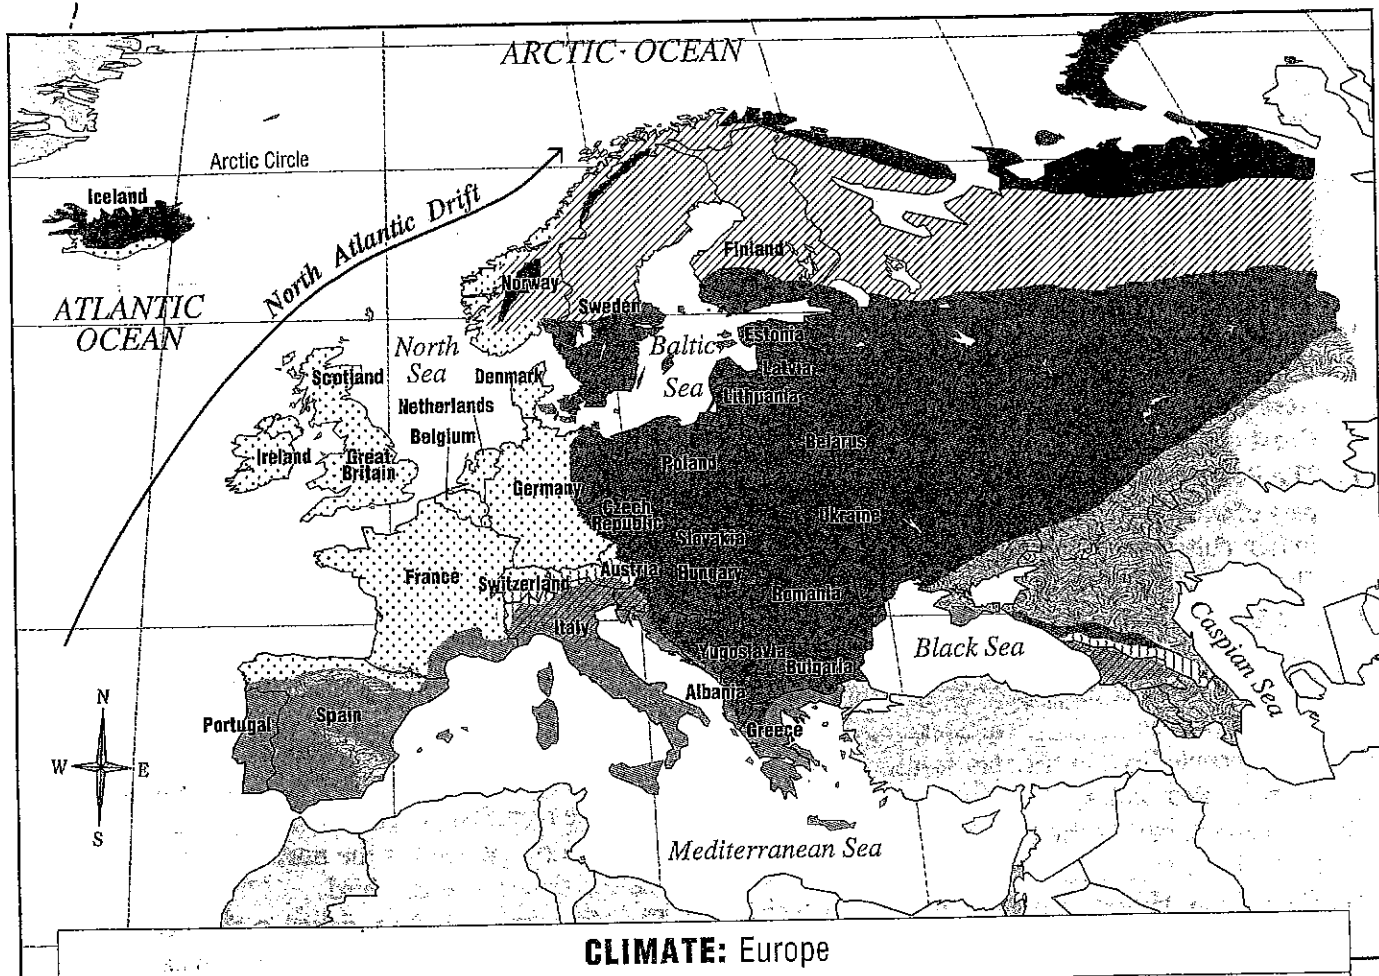 ARCTIC OCEAN
Arctic Circle
Iceland
North Atlantic Drift
ATLANTIC
OCEAN
Norway
Finland
Sweden
Estonia
North
Sea
Baltic
Sea
Latvia
Lithuania
Scotland
Denmark
Netherlands
Belgium
Belarus
Ireland
Great
Britain
Poland
Germany
Czech
Republic
Ukraine
Slovakia
France
Switzerland
Austria
Hungary
Romania
Italy
Yugoslavia
Bulgaria
Black Sea
Caspian Sea
Albania
Portugal
Spain
Greece
N
W
E
S
Mediterranean Sea
CLIMATE: Europe